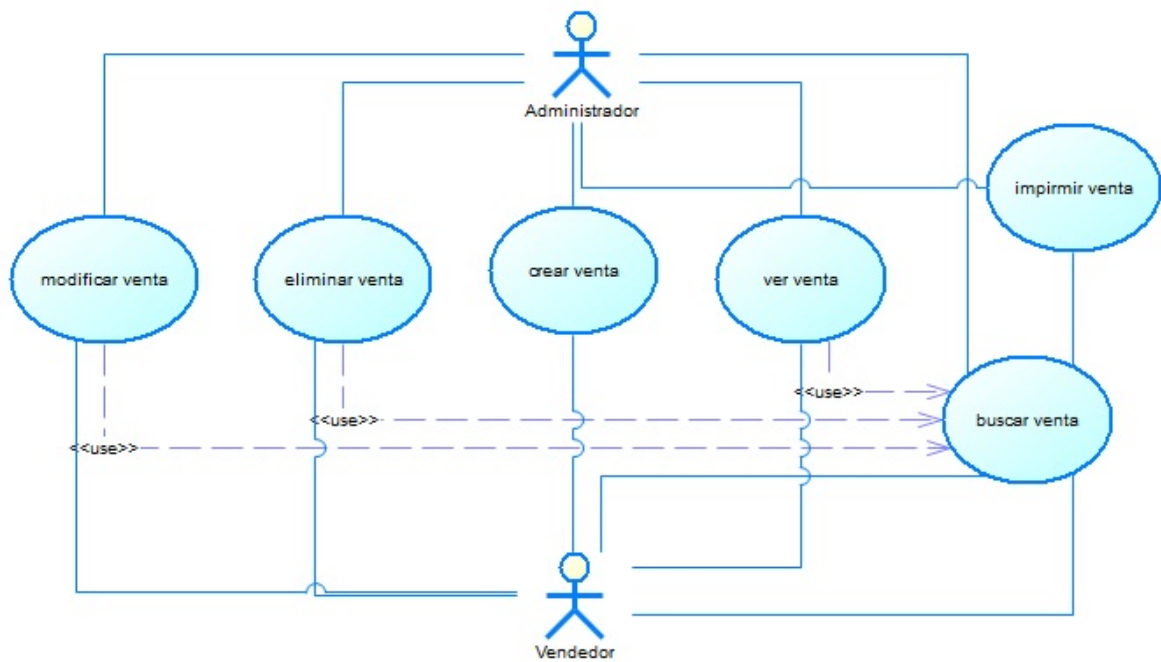 Administrador
impirmir venta
modificar venta
eliminar venta
crear venta
ver venta
<<use>>
<<use>>
<<use>>
buscar venta
Vendedor